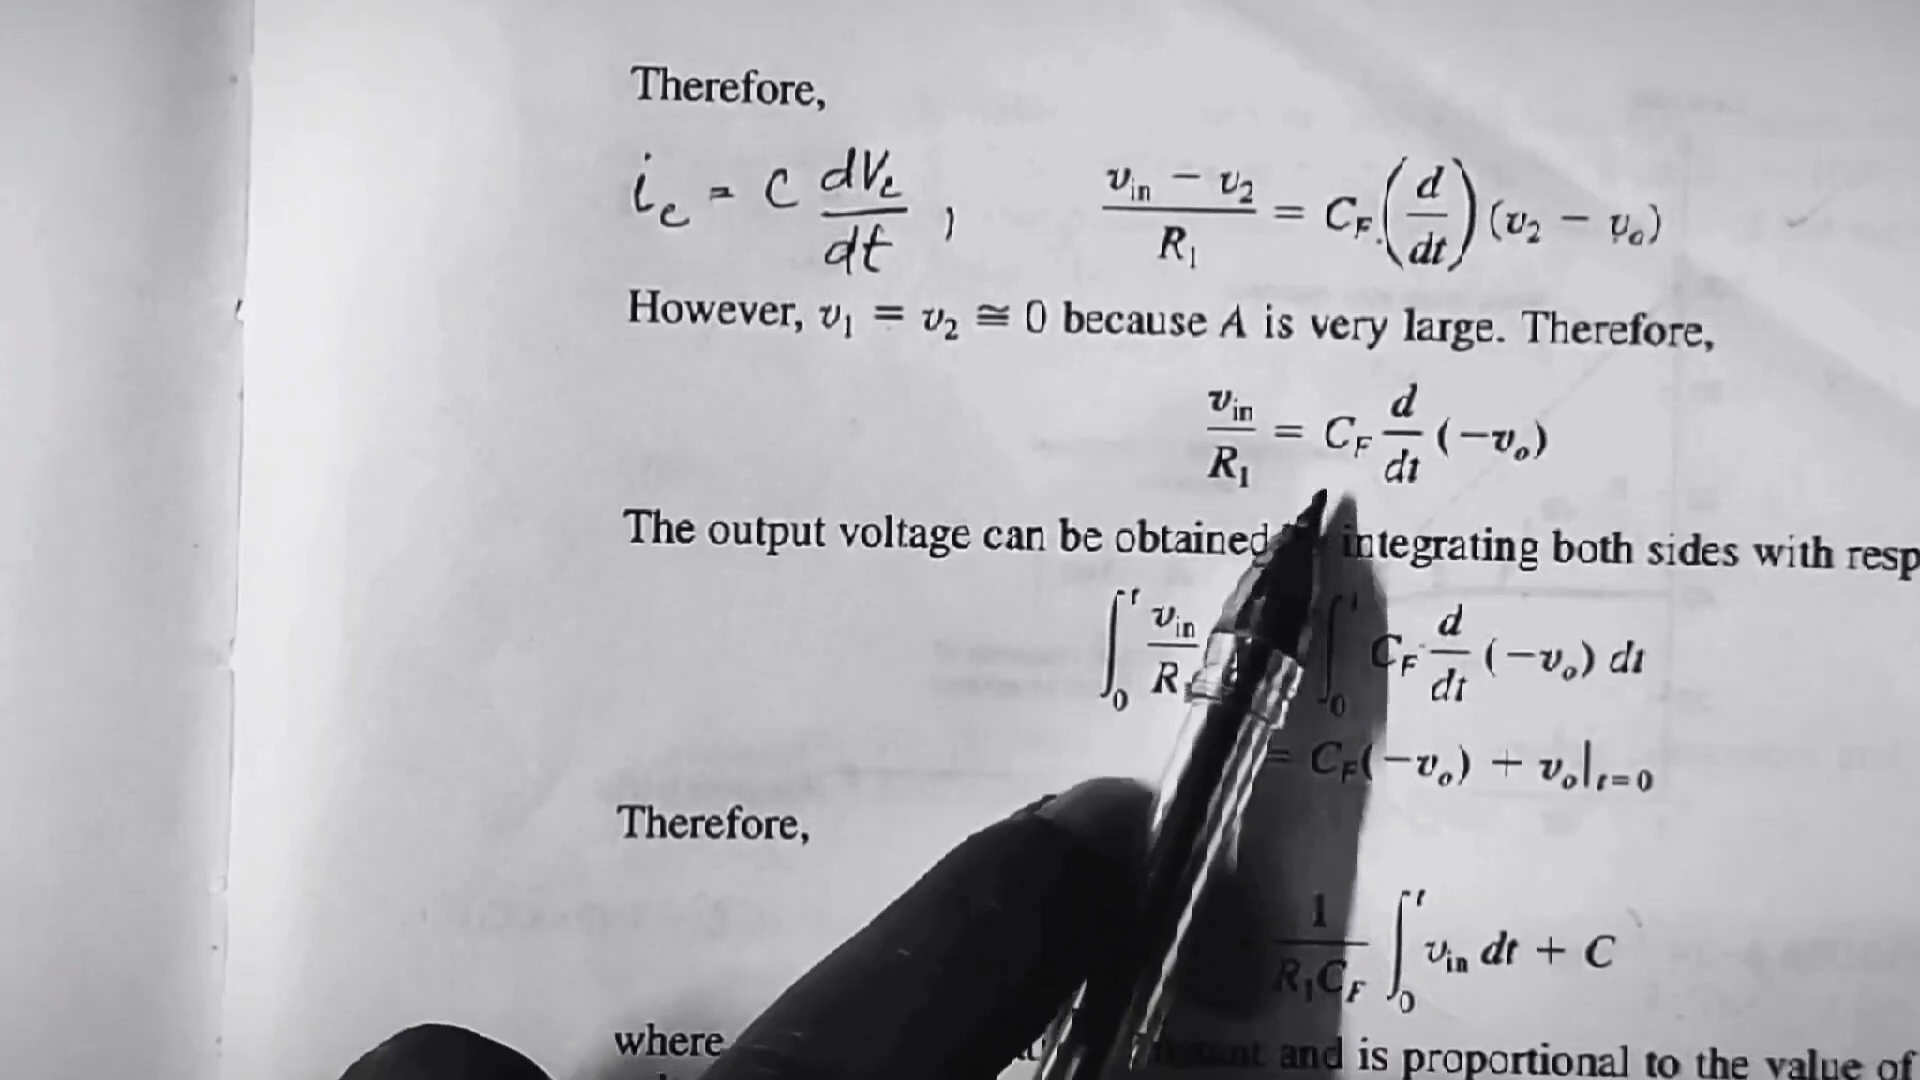 Therefore,
i_c = C dV_c/dt , (v_in − v_2)/R_1 = C_F (d/dt) (v_2 − v_o)
However, v_1 = v_2 ≅ 0 because A is very large. Therefore,
v_in/R_1 = C_F d/dt (−v_o)
The output voltage can be obtained integrating both sides with resp
∫_0^t v_in/R ∫_0^t C_F d/dt (−v_o) dt
= C_F(−v_o) + v_o|_t=0
Therefore,
1/(R_1C_F) ∫_0^t v_in dt + C
where and is proportional to the value of